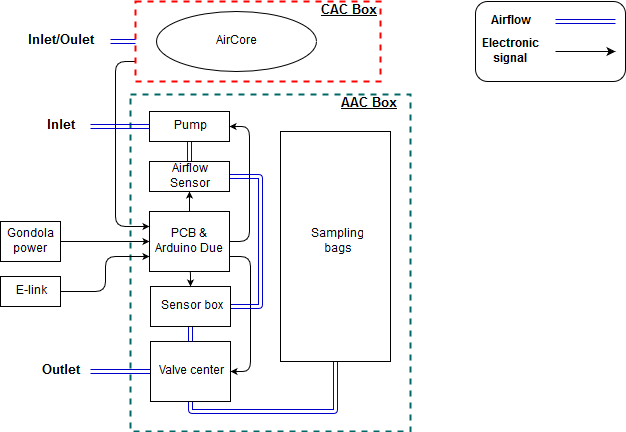 CAC Box
Airflow
Electronic
signal
Inlet/Oulet
AirCore
AAC Box
Inlet
Pump
Airflow
Sensor
Gondola
power
PCB &
Arduino Due
Sampling
bags
E-link
Sensor box
Outlet
Valve center